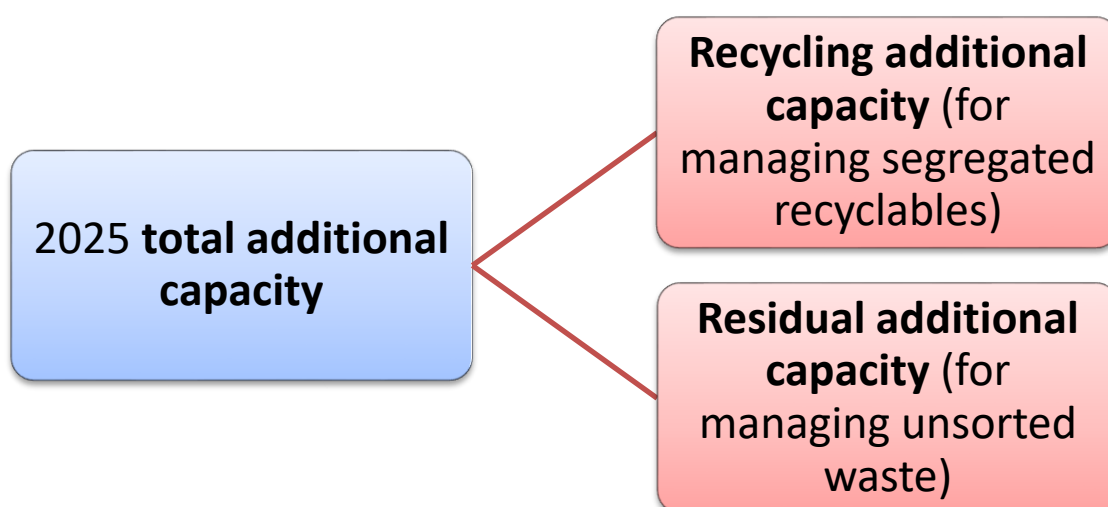 2025 total additional
capacity
Recycling additional
capacity (for
managing segregated
recyclables)
Residual additional
capacity (for
managing unsorted
waste)